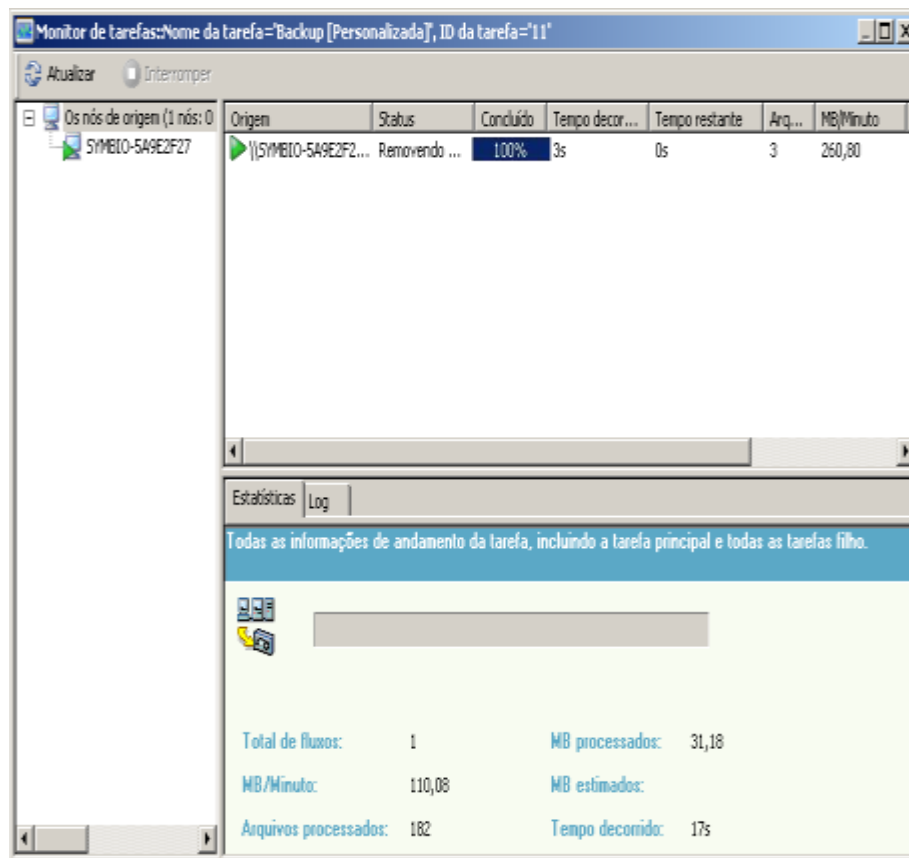 Monitor de tarefas::Nome da tarefa="Backup [Personalizada]", ID da tarefa="11"
Atualizar Interromper
Os nós de origem (1 nós: 0
SYMBIO-5A9E2F27
Origem Status Concluído Tempo decor... Tempo restante Arq... MB/Minuto
\\SYMBIO-5A9E2F2... Removendo ... 100% 3s 0s 3 260,80
Estatísticas Log
Todas as informações de andamento da tarefa, incluindo a tarefa principal e todas as tarefas filho.
Total de fluxos: 1 MB processados: 31,18
MB/Minuto: 110,08 MB estimados:
Arquivos processados: 182 Tempo decorrido: 17s